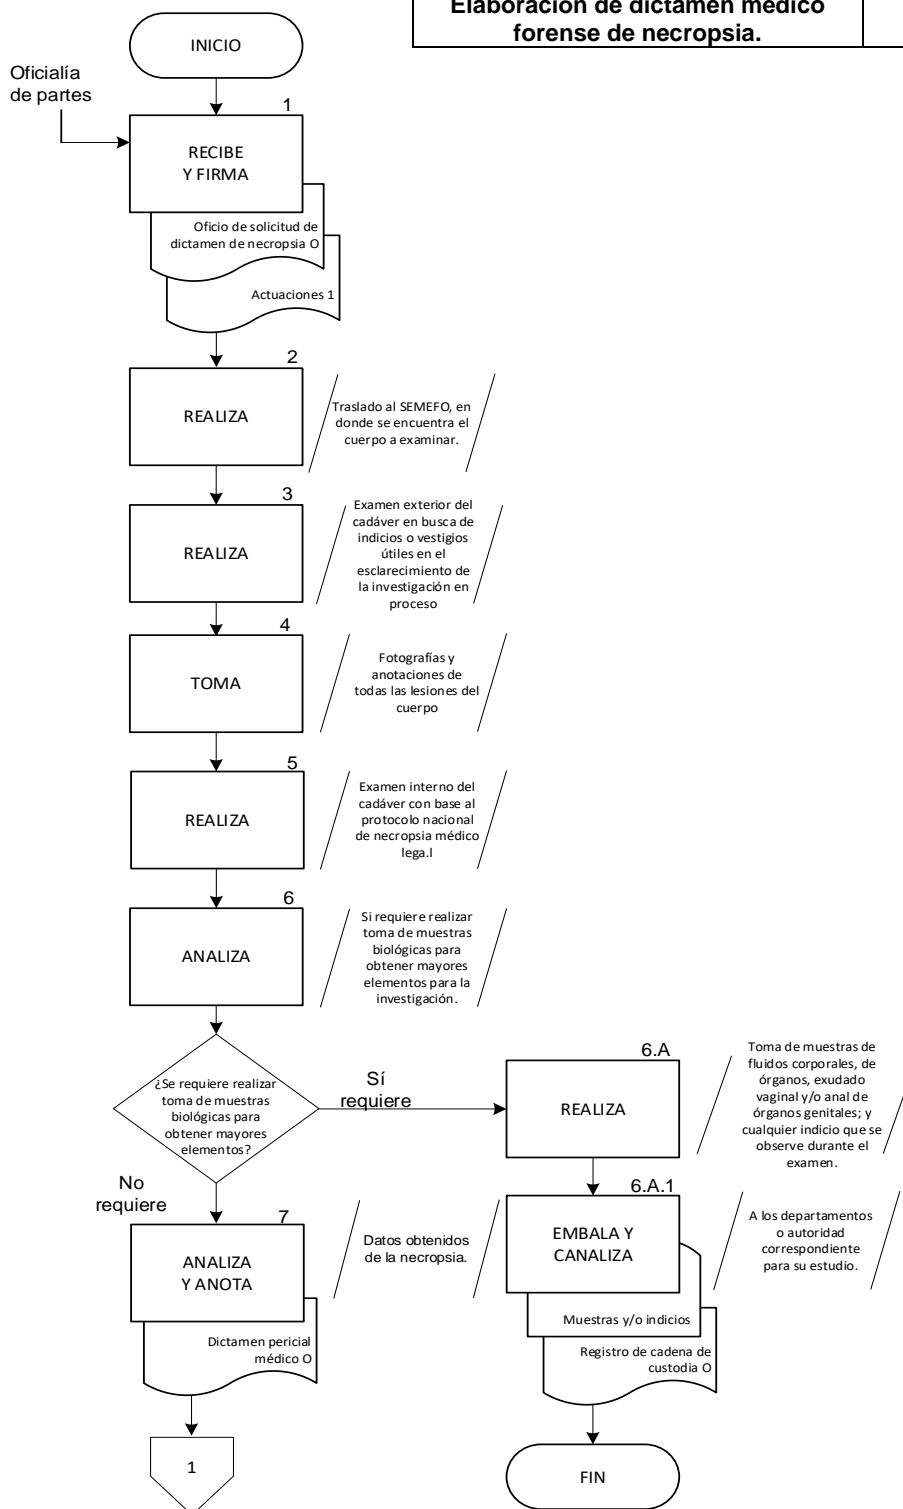 Elaboración de dictamen médico
forense de necropsia.
INICIO
Oficialía
de partes
1
RECIBE
Y FIRMA
Oficio de solicitud de
dictamen de necropsia O
Actuaciones 1
2
REALIZA
Traslado al SEMEFO, en
donde se encuentra el
cuerpo a examinar.
3
REALIZA
Examen exterior del
cadáver en busca de
indicios o vestigios
útiles en el
esclarecimiento de
la investigación en
proceso
4
TOMA
Fotografías y
anotaciones de
todas las lesiones del
cuerpo
5
REALIZA
Examen interno del
cadáver con base al
protocolo nacional
de necropsia médico
lega.l
6
ANALIZA
Si requiere realizar
toma de muestras
biológicas para
obtener mayores
elementos para la
investigación.
¿Se requiere realizar
toma de muestras
biológicas para
obtener mayores
elementos?
Sí
requiere
6.A
REALIZA
Toma de muestras de
fluidos corporales, de
órganos, exudado
vaginal y/o anal de
órganos genitales; y
cualquier indicio que se
observe durante el
examen.
No
requiere
7
ANALIZA
Y ANOTA
Datos obtenidos
de la necropsia.
Dictamen pericial
médico O
1
6.A.1
EMBALA Y
CANALIZA
A los departamentos
o autoridad
correspondiente
para su estudio.
Muestras y/o indicios
Registro de cadena de
custodia O
FIN